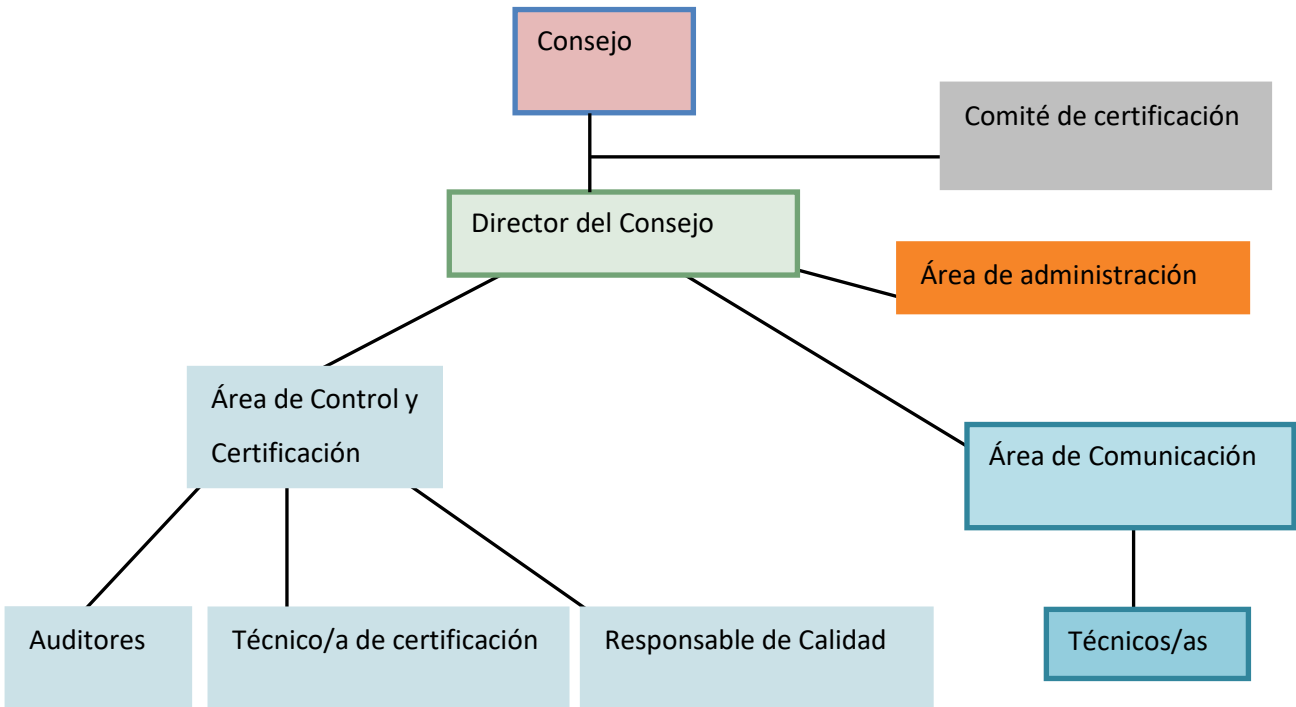 Consejo
Comité de certificación
Director del Consejo
Área de administración
Área de Control y
Certificación
Área de Comunicación
Auditores
Técnico/a de certificación
Responsable de Calidad
Técnicos/as